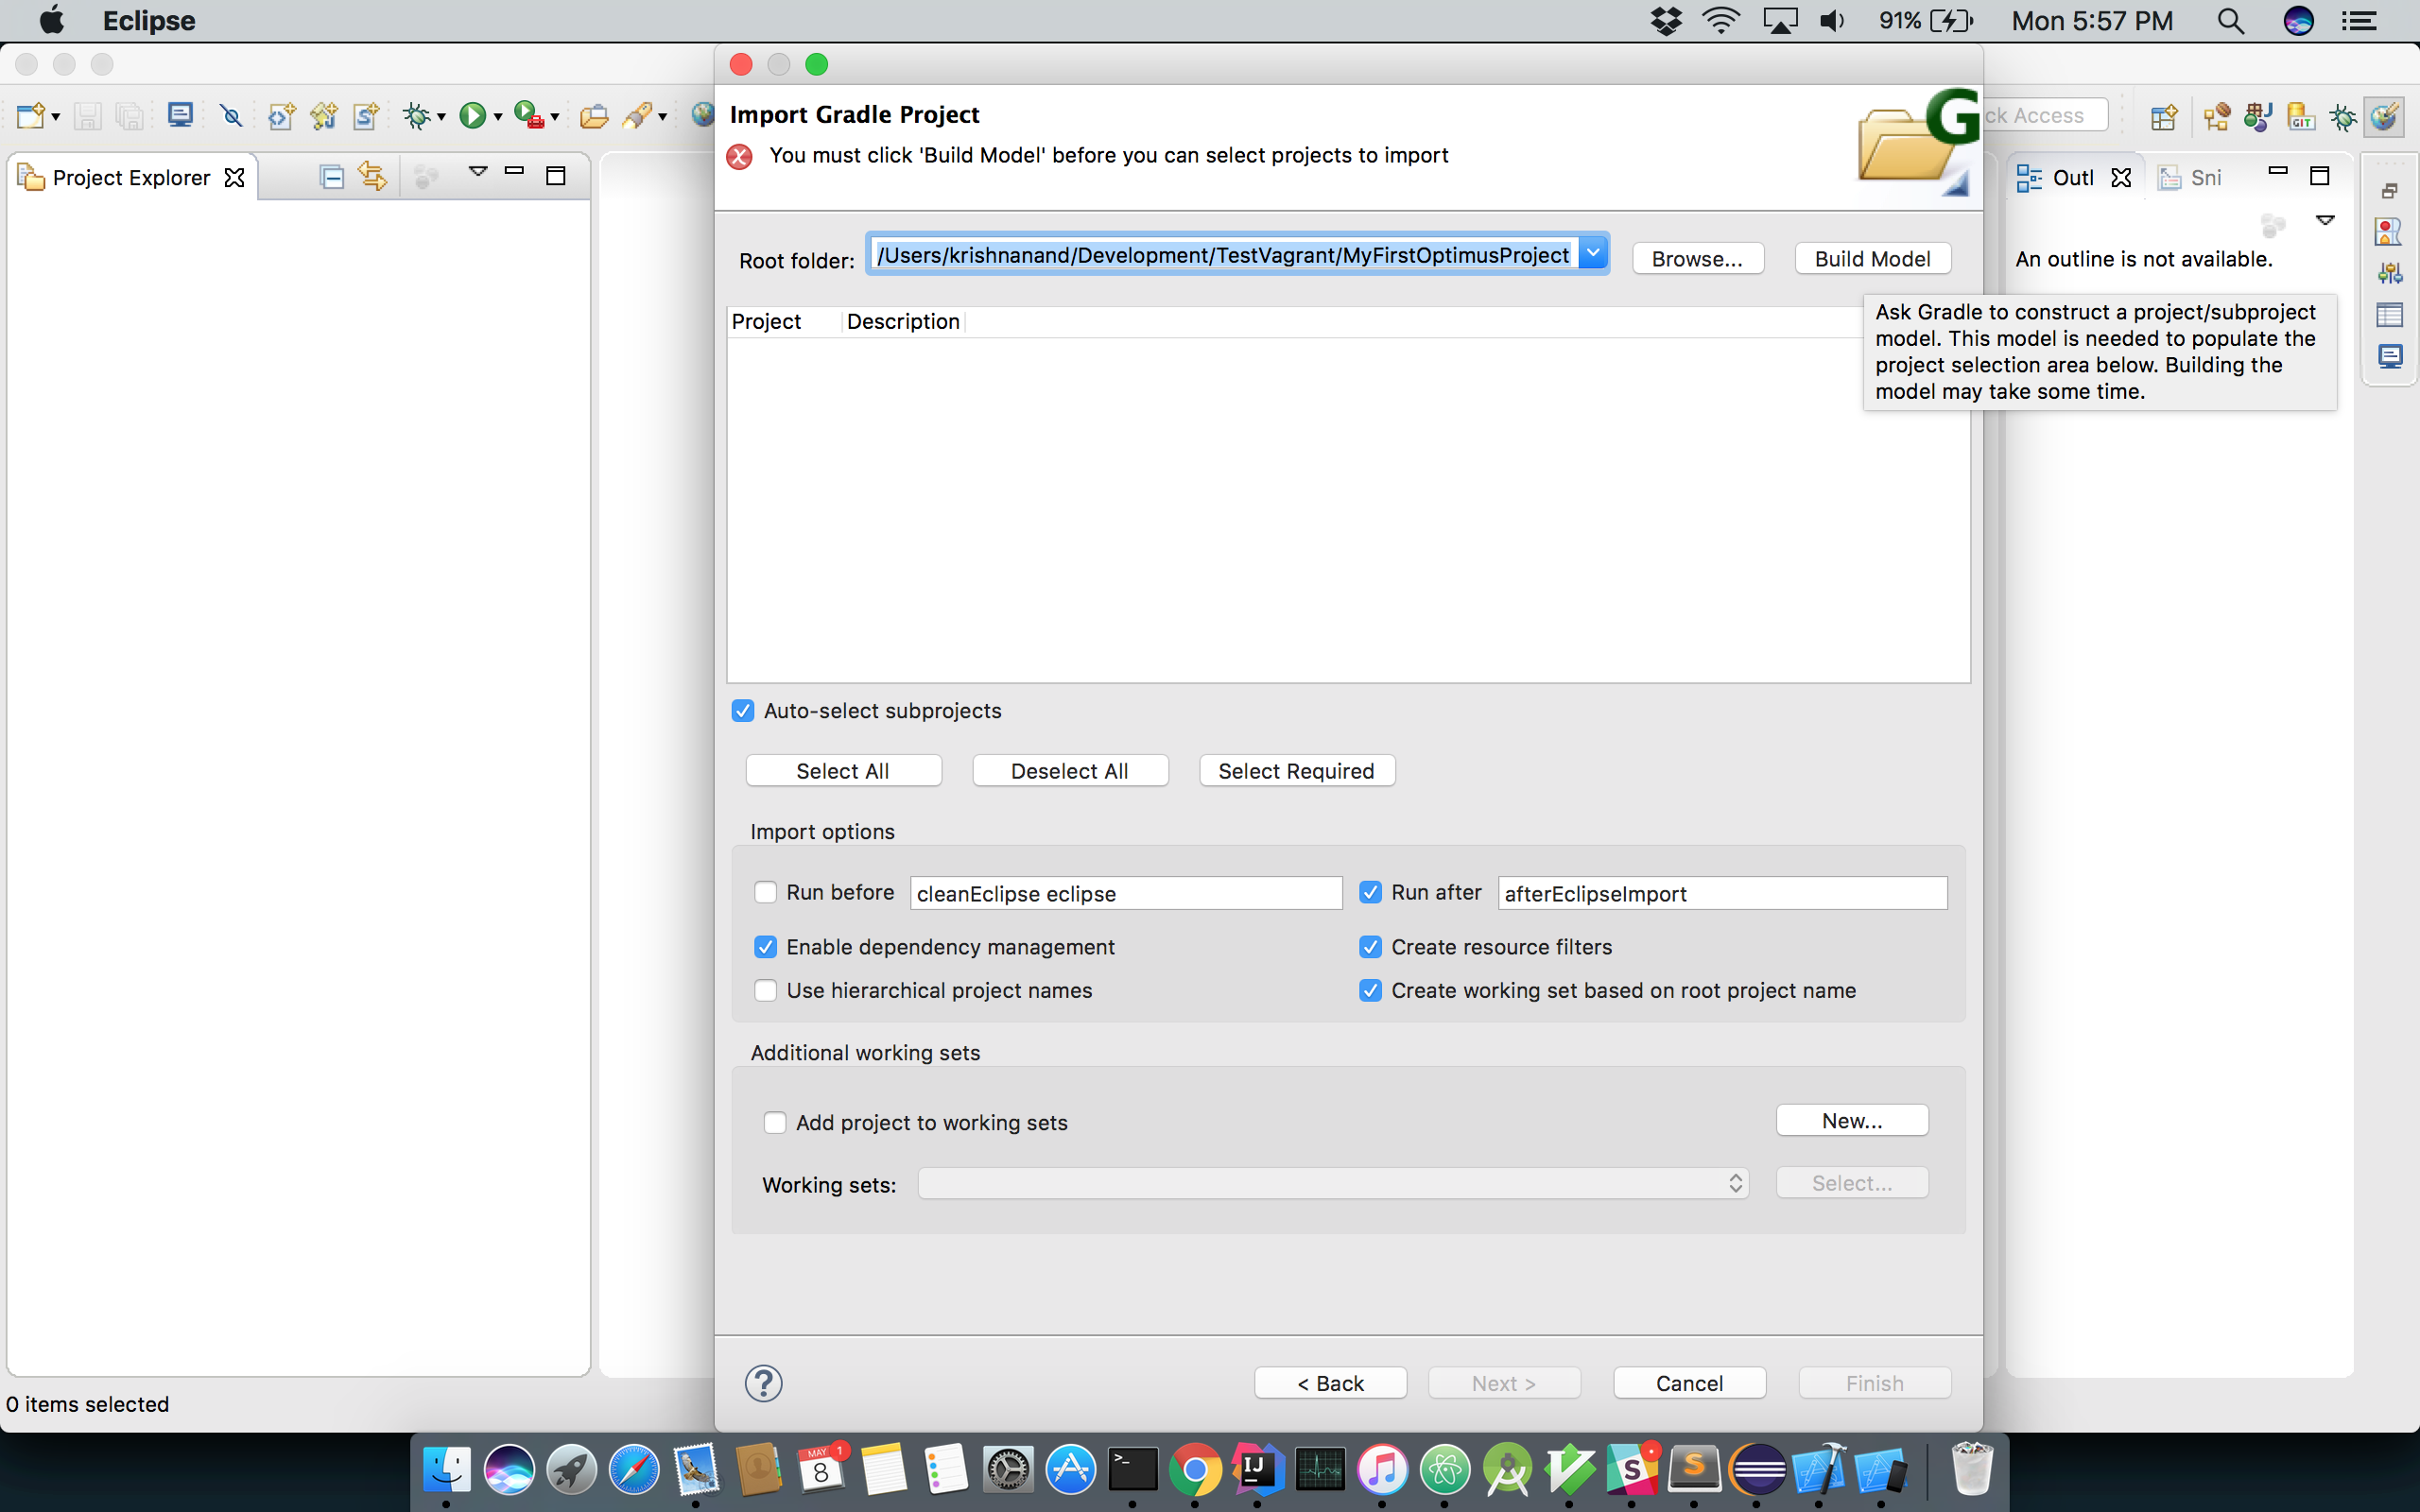 Eclipse
91%
Mon 5:57 PM
Import Gradle Project
You must click 'Build Model' before you can select projects to import
G
ck Access
GIT
Project Explorer
Outl
Sni
An outline is not available.
Root folder:
/Users/krishnanand/Development/TestVagrant/MyFirstOptimusProject
Browse...
Build Model
Ask Gradle to construct a project/subproject
model. This model is needed to populate the
project selection area below. Building the
model may take some time.
Project
Description
Auto-select subprojects
Select All
Deselect All
Select Required
Import options
Run before
cleanEclipse eclipse
Run after
afterEclipseImport
Enable dependency management
Create resource filters
Use hierarchical project names
Create working set based on root project name
Additional working sets
Add project to working sets
New...
Working sets:
Select...
?
< Back
Next >
Cancel
Finish
0 items selected
MAY
8
1
>_
IJ
S
S